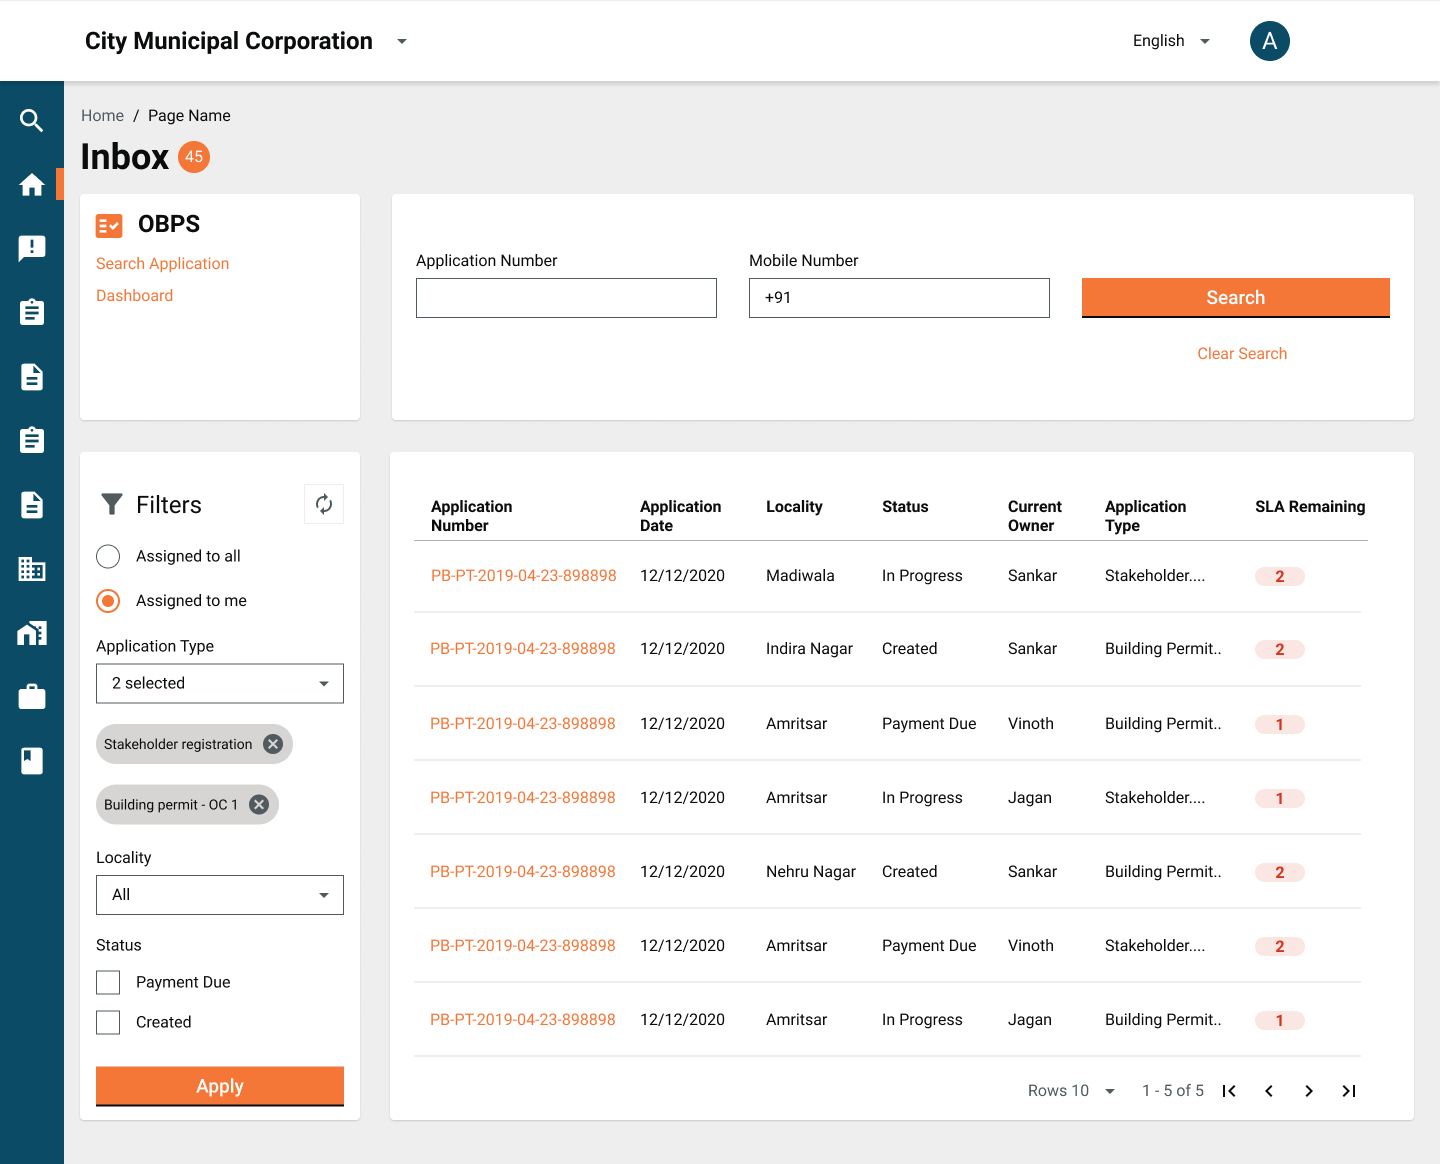 City Municipal Corporation
English
A
Home / Page Name
Inbox 45
OBPS
Search Application
Dashboard
Application Number
Mobile Number
+91
Search
Clear Search
Filters
Assigned to all
Assigned to me
Application Type
2 selected
Stakeholder registration
Building permit - OC 1
Locality
All
Status
Payment Due
Created
Apply
Application Number Application Date Locality Status Current Owner Application Type SLA Remaining
PB-PT-2019-04-23-898898 12/12/2020 Madiwala In Progress Sankar Stakeholder.... 2
PB-PT-2019-04-23-898898 12/12/2020 Indira Nagar Created Sankar Building Permit.. 2
PB-PT-2019-04-23-898898 12/12/2020 Amritsar Payment Due Vinoth Building Permit.. 1
PB-PT-2019-04-23-898898 12/12/2020 Amritsar In Progress Jagan Stakeholder.... 1
PB-PT-2019-04-23-898898 12/12/2020 Nehru Nagar Created Sankar Building Permit.. 2
PB-PT-2019-04-23-898898 12/12/2020 Amritsar Payment Due Vinoth Stakeholder.... 2
PB-PT-2019-04-23-898898 12/12/2020 Amritsar In Progress Jagan Building Permit.. 1
Rows 10 1 - 5 of 5